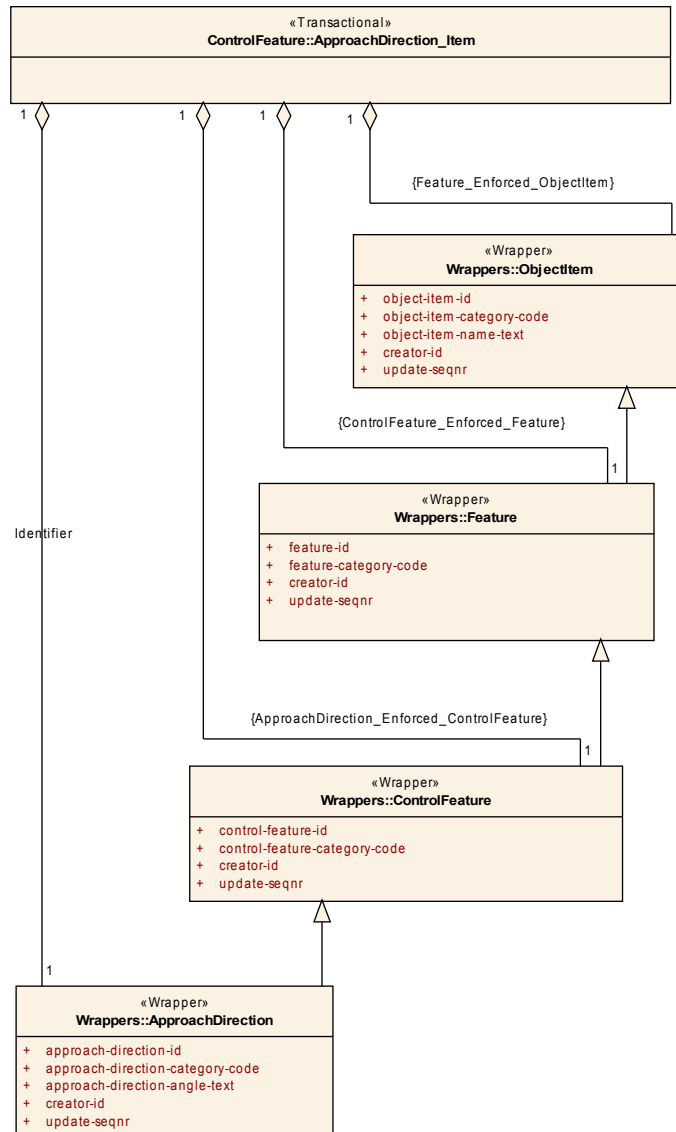 «Transactional»
ControlFeature::ApproachDirection_Item
1
1
1
1
{Feature_Enforced_ObjectItem}
«Wrapper»
Wrappers::ObjectItem
+ object-item-id
+ object-item-category-code
+ object-item-name-text
+ creator-id
+ update-seqnr
{ControlFeature_Enforced_Feature}
1
«Wrapper»
Wrappers::Feature
+ feature-id
+ feature-category-code
+ creator-id
+ update-seqnr
Identifier
{ApproachDirection_Enforced_ControlFeature}
1
«Wrapper»
Wrappers::ControlFeature
+ control-feature-id
+ control-feature-category-code
+ creator-id
+ update-seqnr
1
«Wrapper»
Wrappers::ApproachDirection
+ approach-direction-id
+ approach-direction-category-code
+ approach-direction-angle-text
+ creator-id
+ update-seqnr